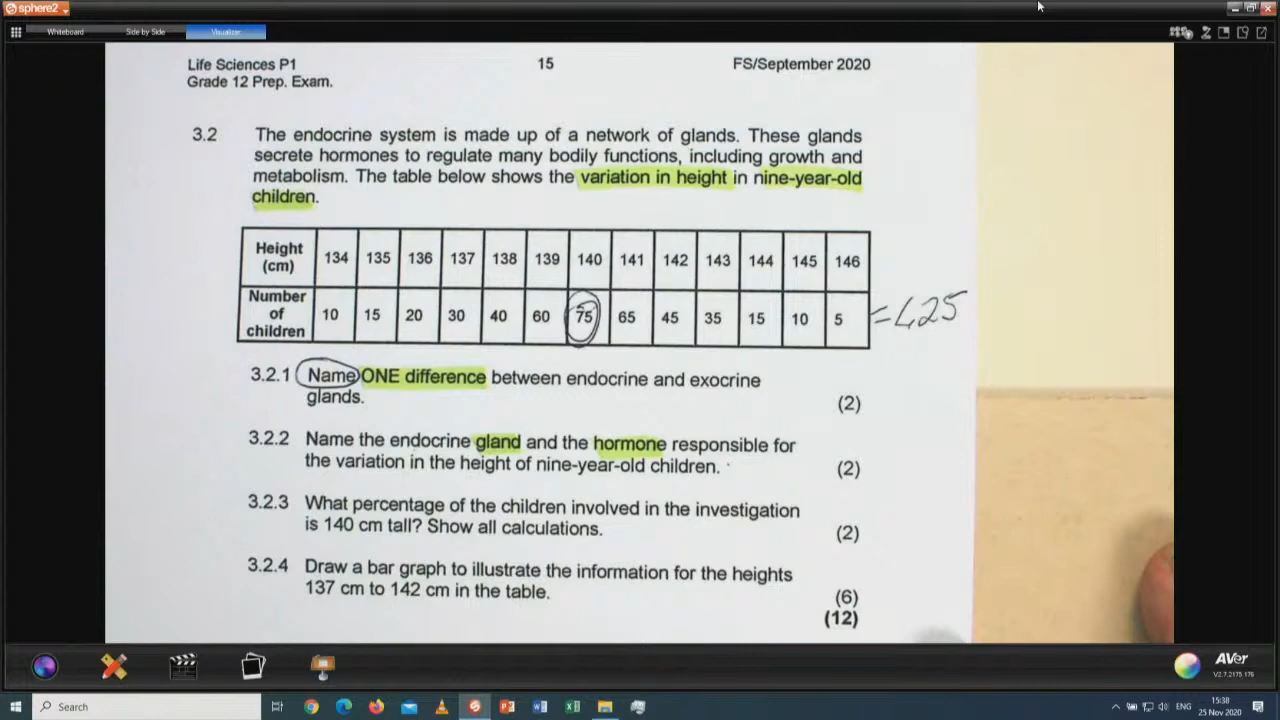 sphere2
Whiteboard Side by Side Visualizer
Life Sciences P1 15 FS/September 2020
Grade 12 Prep. Exam.
3.2 The endocrine system is made up of a network of glands. These glands
secrete hormones to regulate many bodily functions, including growth and
metabolism. The table below shows the variation in height in nine-year-old
children.
Height (cm) 134 135 136 137 138 139 140 141 142 143 144 145 146
Number of children 10 15 20 30 40 60 75 65 45 35 15 10 5 = 425
3.2.1 Name ONE difference between endocrine and exocrine
glands. (2)
3.2.2 Name the endocrine gland and the hormone responsible for
the variation in the height of nine-year-old children. (2)
3.2.3 What percentage of the children involved in the investigation
is 140 cm tall? Show all calculations. (2)
3.2.4 Draw a bar graph to illustrate the information for the heights
137 cm to 142 cm in the table. (6)
(12)
AVer
V2.7.2175.176
Search
ENG
15:38
25 Nov 2020